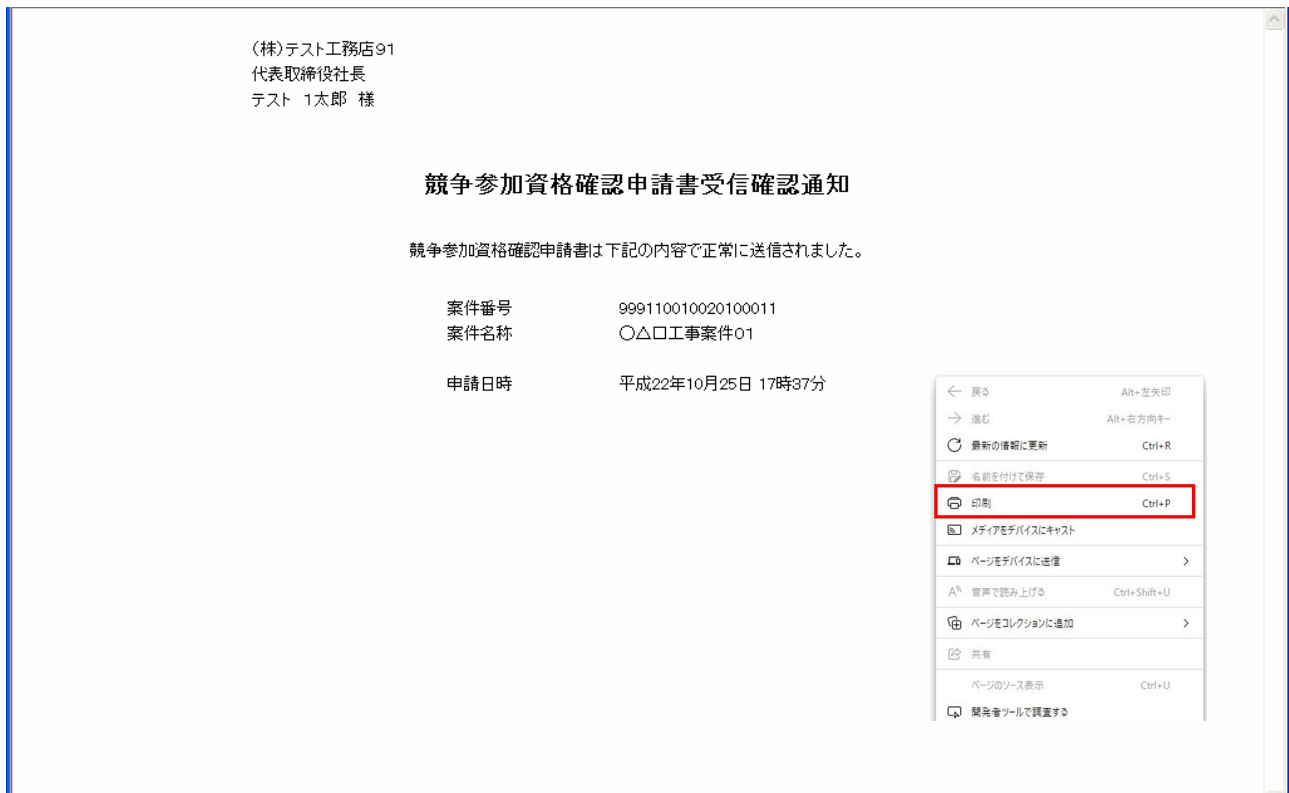 （株）テスト工務店91
代表取締役社長
テスト 1太郎 様
競争参加資格確認申請書受信確認通知
競争参加資格確認申請書は下記の内容で正常に送信されました。
案件番号 999110010020100011
案件名称 ○△□工事案件01
申請日時 平成22年10月25日 17時37分
戻る Alt+左矢印
進む Alt+右方向キー
最新の情報に更新 Ctrl+R
名前を付けて保存 Ctrl+S
印刷 Ctrl+P
メディアをデバイスにキャスト
ページをデバイスに送信
音声で読み上げる Ctrl+Shift+U
ページをコレクションに追加
共有
ページのソース表示 Ctrl+U
開発者ツールで調査する